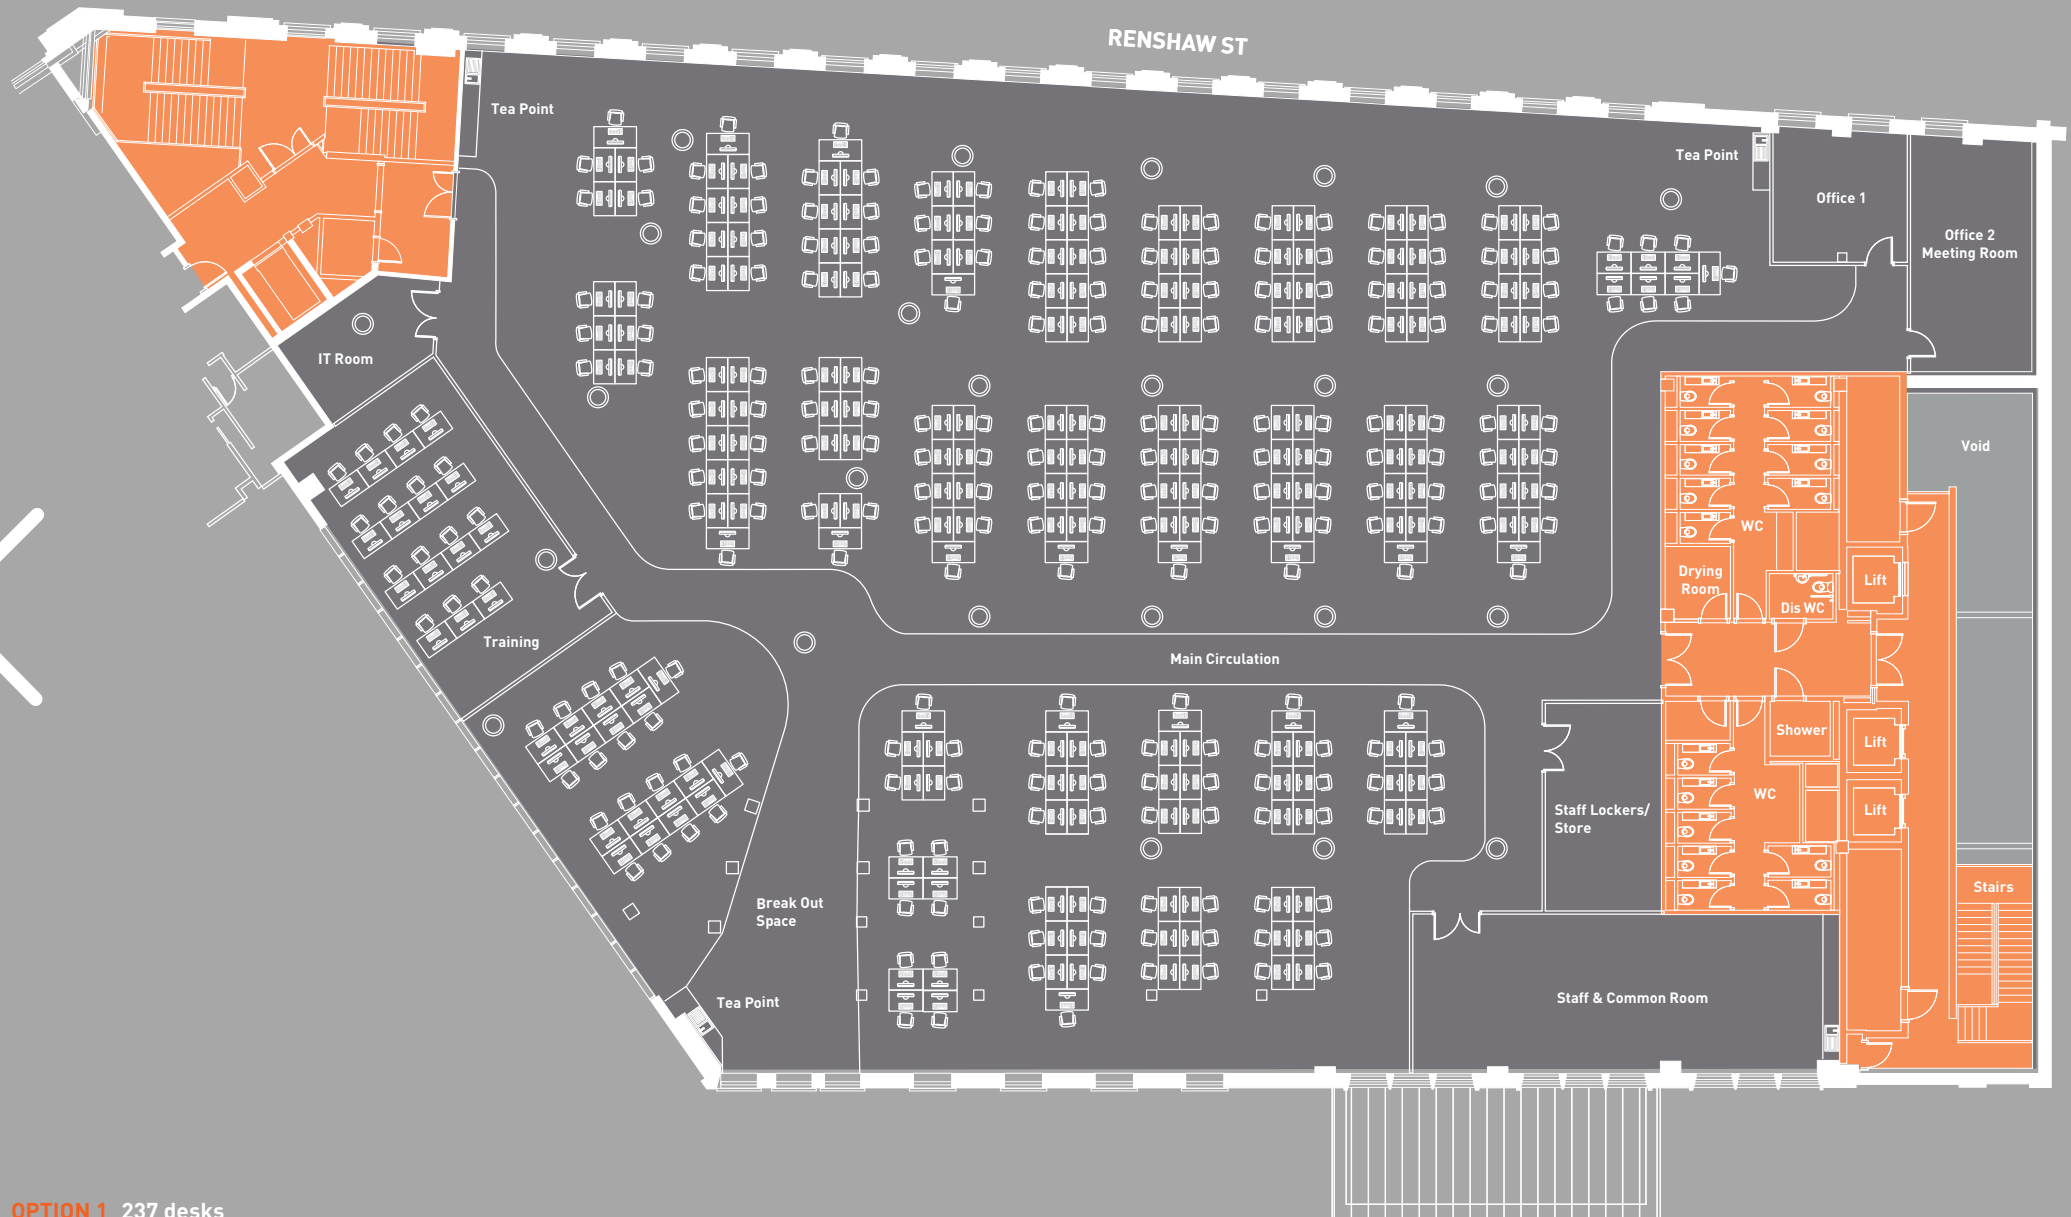 RENSHAW ST
Tea Point
Tea Point
Office 1
Office 2
Meeting Room
IT Room
Void
WC
Drying
Room
Dis WC
Lift
Training
Main Circulation
Shower
Lift
WC
Staff Lockers/
Store
Lift
Stairs
Break Out
Space
Tea Point
Staff & Common Room
OPTION 1 237 desks